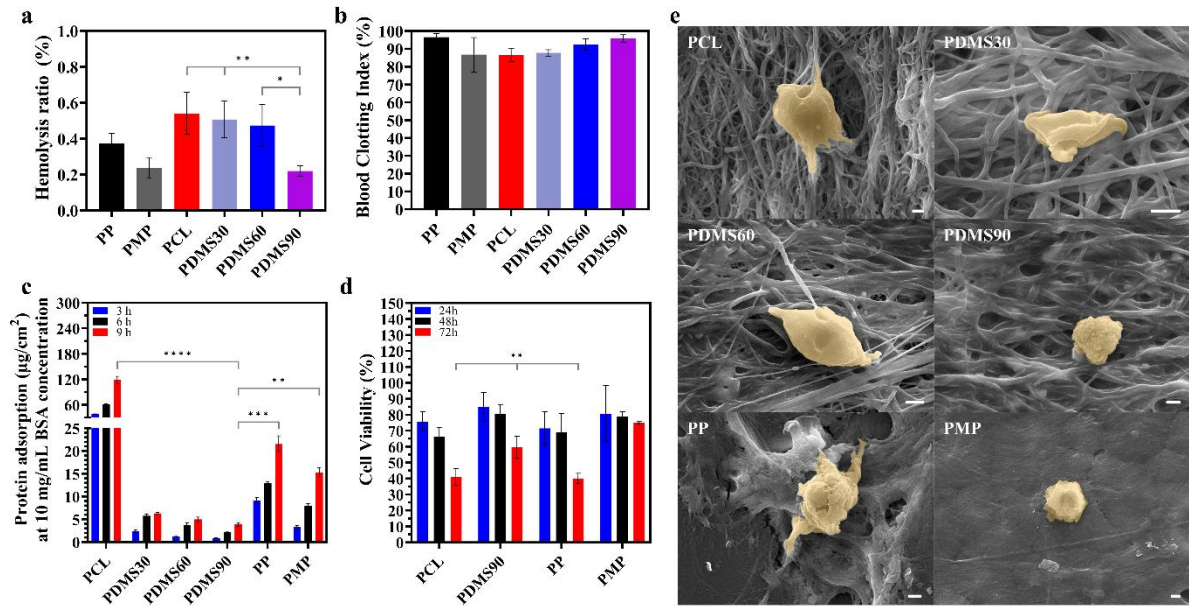 a
Hemolysis ratio (%)
1.0
0.8
0.6
0.4
0.2
0.0
**
*
PP
PMP
PCL
PDMS30
PDMS60
PDMS90
b
Blood Clotting Index (%)
100
90
80
70
60
50
40
30
20
10
0
PP
PMP
PCL
PDMS30
PDMS60
PDMS90
c
Protein adsorption (µg/cm²)
at 10 mg/mL BSA concentration
300
240
180
120
60
25
20
15
10
5
0
3 h
6 h
9 h
****
**
***
PCL
PDMS30
PDMS60
PDMS90
PP
PMP
d
Cell Viability (%)
150
140
130
120
110
100
90
80
70
60
50
40
30
20
10
0
24h
48h
72h
**
PCL
PDMS90
PP
PMP
e
PCL
PDMS30
PDMS60
PDMS90
PP
PMP